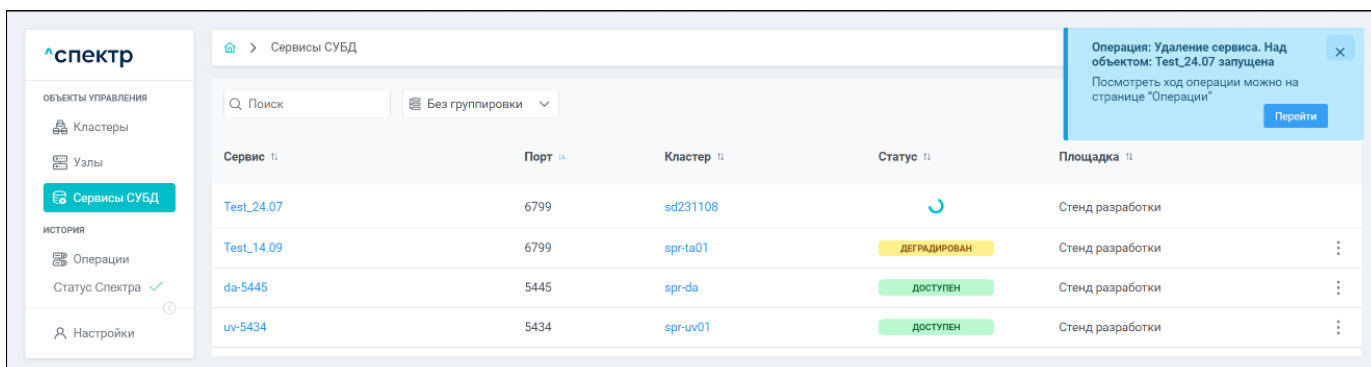 ^спектр
ОБЪЕКТЫ УПРАВЛЕНИЯ
Кластеры
Узлы
Сервисы СУБД
ИСТОРИЯ
Операции
Статус Спектра
Настройки
> Сервисы СУБД
Поиск
Без группировки
Операция: Удаление сервиса. Над
объектом: Test_24.07 запущена
Посмотреть ход операции можно на
странице "Операции"
Перейти
Сервис Порт Кластер Статус Площадка
Test_24.07 6799 sd231108 Стенд разработки
Test_14.09 6799 spr-ta01 ДЕГРАДИРОВАН Стенд разработки
da-5445 5445 spr-da ДОСТУПЕН Стенд разработки
uv-5434 5434 spr-uv01 ДОСТУПЕН Стенд разработки